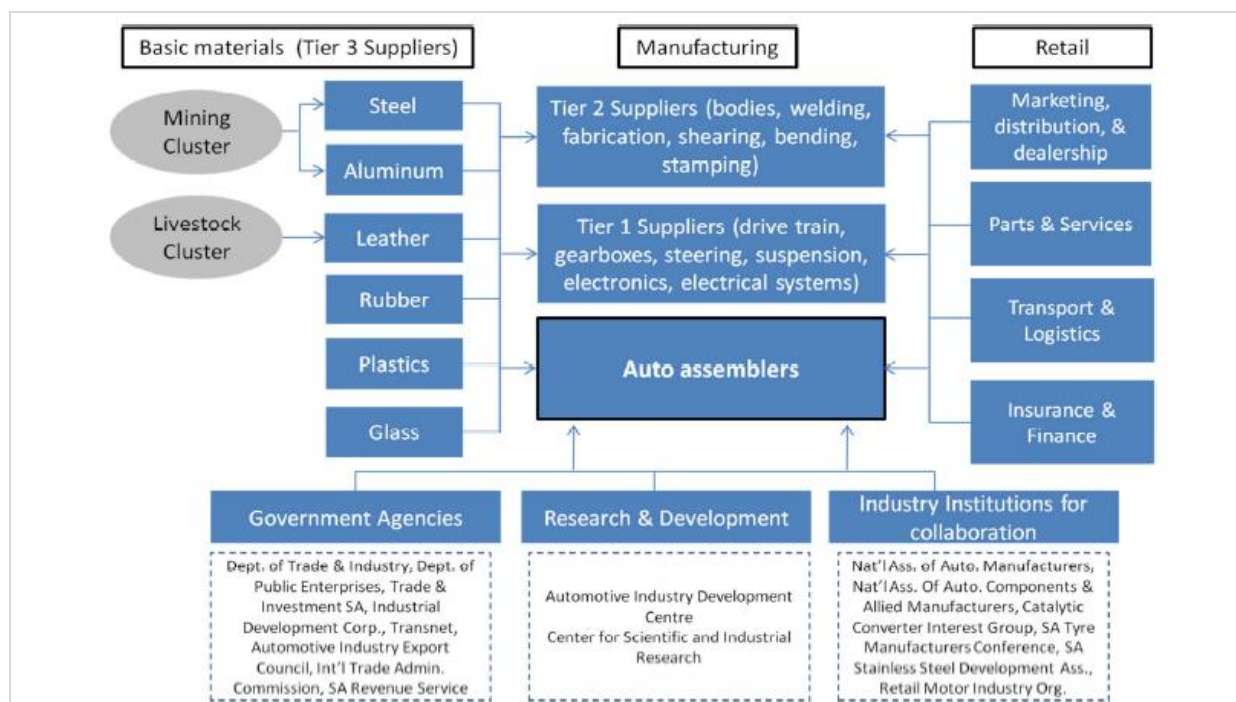 Basic materials (Tier 3 Suppliers)
Manufacturing
Retail
Mining
Cluster
Livestock
Cluster
Steel
Aluminum
Leather
Rubber
Plastics
Glass
Tier 2 Suppliers (bodies, welding,
fabrication, shearing, bending,
stamping)
Tier 1 Suppliers (drive train,
gearboxes, steering, suspension,
electronics, electrical systems)
Auto assemblers
Marketing,
distribution, &
dealership
Parts & Services
Transport &
Logistics
Insurance &
Finance
Government Agencies
Dept. of Trade & Industry, Dept. of
Public Enterprises, Trade &
Investment SA, Industrial
Development Corp., Transnet,
Automotive Industry Export
Council, Int'l Trade Admin.
Commission, SA Revenue Service
Research & Development
Automotive Industry Development
Centre
Center for Scientific and Industrial
Research
Industry Institutions for
collaboration
Nat'l Ass. of Auto. Manufacturers,
Nat'l Ass. Of Auto. Components &
Allied Manufacturers, Catalytic
Converter Interest Group, SA Tyre
Manufacturers Conference, SA
Stainless Steel Development Ass.,
Retail Motor Industry Org.